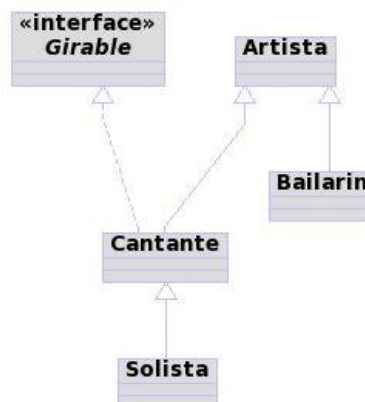 «interface»
Girable
Artista
Bailarin
Cantante
Solista